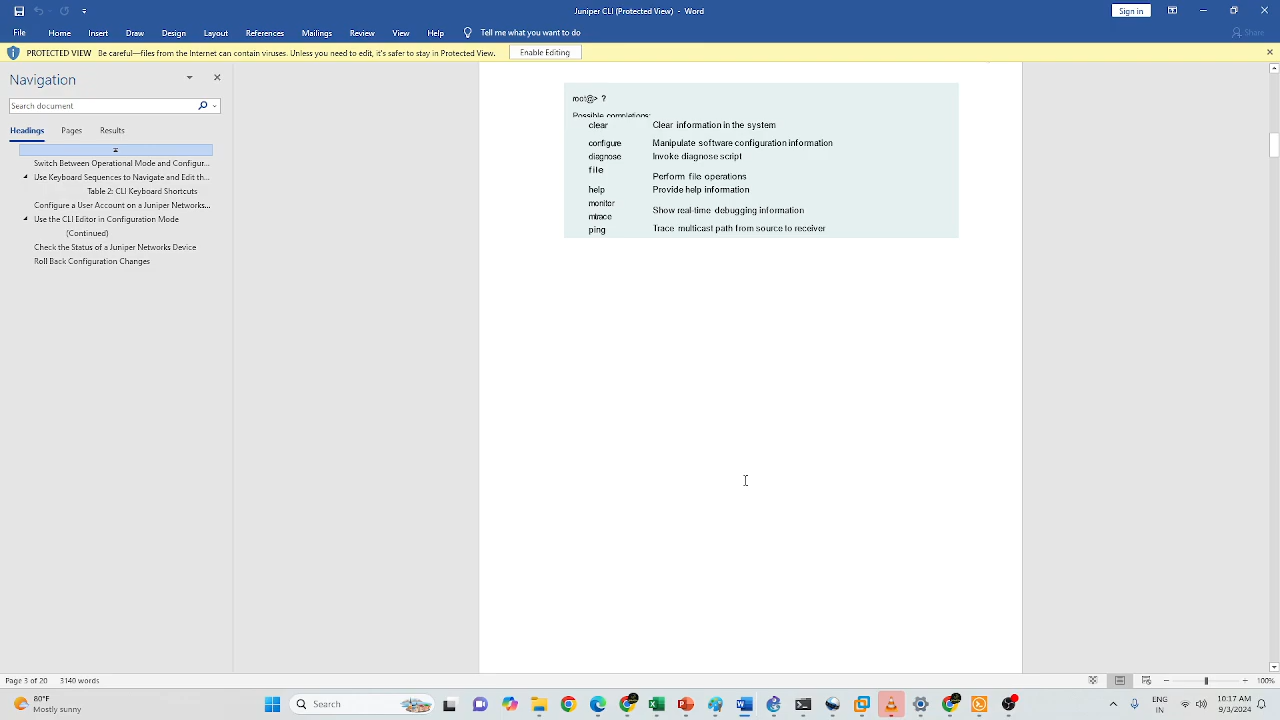 Juniper CLI (Protected View) - Word
Sign in
File Home Insert Draw Design Layout References Mailings Review View Help Tell me what you want to do Share
PROTECTED VIEW Be careful—files from the Internet can contain viruses. Unless you need to edit, it's safer to stay in Protected View. Enable Editing
Navigation
Search document
Headings Pages Results
Switch Between Operational Mode and Configur...
Use Keyboard Sequences to Navigate and Edit th...
Table 2: CLI Keyboard Shortcuts
Configure a User Account on a Juniper Networks...
Use the CLI Editor in Configuration Mode
(Continued)
Check the Status of a Juniper Networks Device
Roll Back Configuration Changes
root@> ?
Possible completions:
clear Clear information in the system
configure Manipulate software configuration information
diagnose Invoke diagnose script
file Perform file operations
help Provide help information
monitor Show real-time debugging information
mtrace Trace multicast path from source to receiver
ping
Page 3 of 20 3140 words
100%
80°F
Mostly sunny
Search
ENG
IN
10:17 AM
9/3/2024